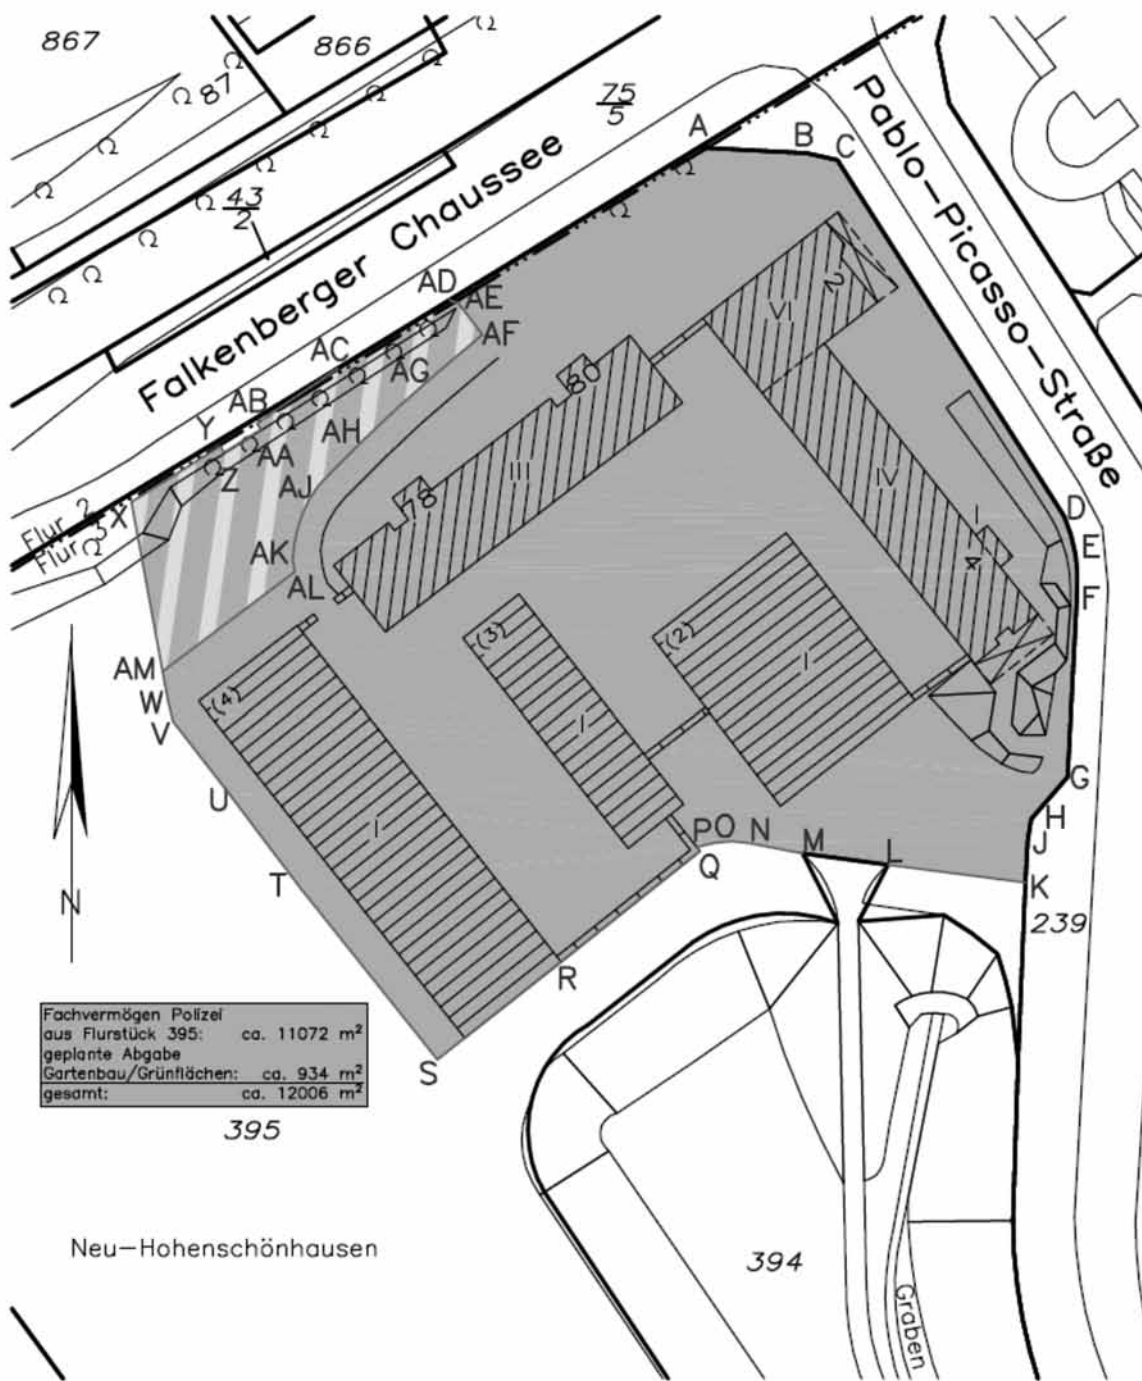 867
866
87
75
5
43
2
Falkenberger Chaussee
Pablo-Picasso-Straße
A
B
C
AD
AE
AF
AC
AG
AB
AH
Y
AA
Z
AJ
X
Flur 2
Flur 3
AK
AL
AM
W
V
U
T
S
R
Q
P
O
N
M
L
K
J
H
G
F
E
D
2
VI
80
III
78
IV
I
4
(2)
I
(3)
I
(4)
I
N
239
Fachvermögen Polizei
aus Flurstück 395: ca. 11072 m²
geplante Abgabe
Gartenbau/Grünflächen: ca. 934 m²
gesamt: ca. 12006 m²
395
Neu-Hohenschönhausen
394
Graben